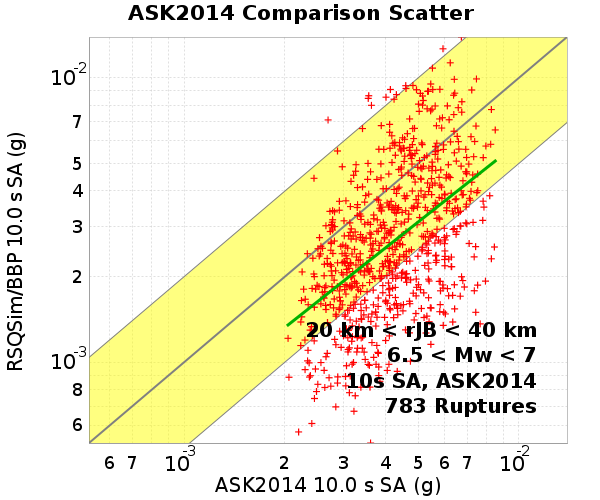 ASK2014 Comparison Scatter
RSQSim/BBP 10.0 s SA (g)
10-2
7
5
4
3
2
10-3
8
6
20 km < rJB < 40 km
6.5 < Mw < 7
10s SA, ASK2014
783 Ruptures
6 7 10-3 2 3 4 5 6 7 10-2
ASK2014 10.0 s SA (g)